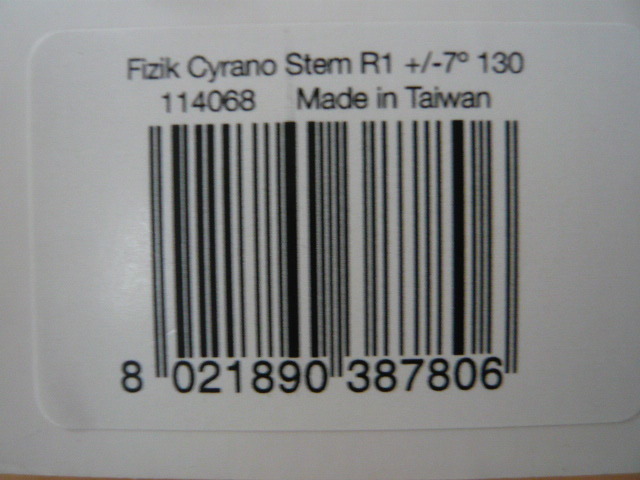 Fizik Cyrano Stem R1 +/-7º 130
114068 Made in Taiwan
8 021890 387806